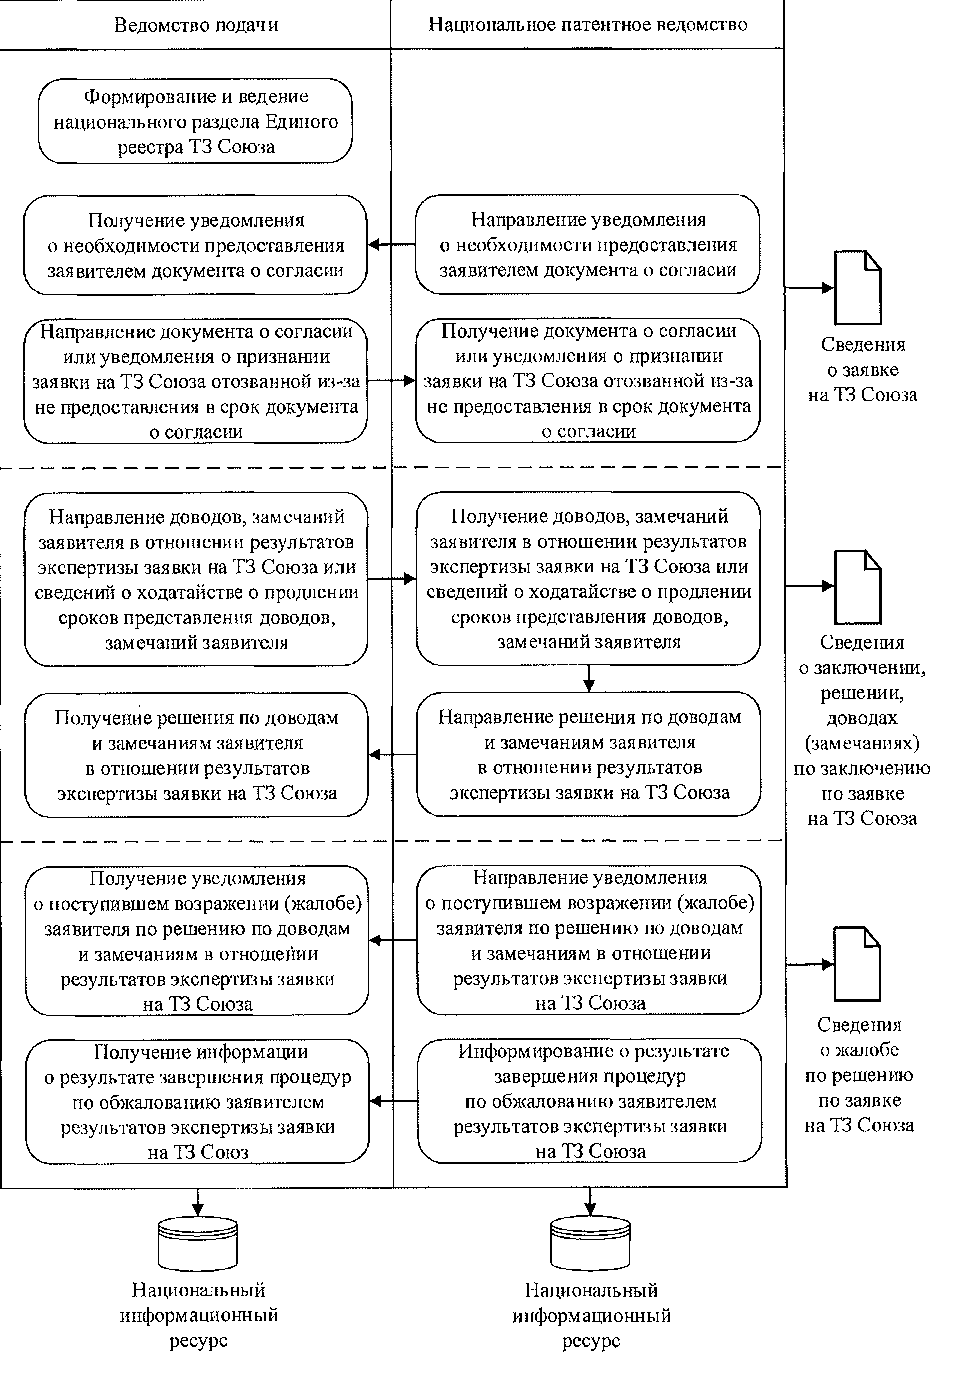 Ведомство подачи
Национальное патентное ведомство
Формирование и ведение
национального раздела Единого
реестра ТЗ Союза
Получение уведомления
о необходимости предоставления
заявителем документа о согласии
Направление уведомления
о необходимости предоставления
заявителем документа о согласии
Направление документа о согласии
или уведомления о признании
заявки на ТЗ Союза отозванной из-за
не предоставления в срок документа
о согласии
Получение документа о согласии
или уведомления о признании
заявки на ТЗ Союза отозванной из-за
не предоставления в срок документа
о согласии
Сведения
о заявке
на ТЗ Союза
Направление доводов, замечаний
заявителя в отношении результатов
экспертизы заявки на ТЗ Союза или
сведений о ходатайстве о продлении
сроков представления доводов,
замечаний заявителя
Получение доводов, замечаний
заявителя в отношении результатов
экспертизы заявки на ТЗ Союза или
сведений о ходатайстве о продлении
сроков представления доводов,
замечаний заявителя
Получение решения по доводам
и замечаниям заявителя
в отношении результатов
экспертизы заявки на ТЗ Союза
Направление решения по доводам
и замечаниям заявителя
в отношении результатов
экспертизы заявки на ТЗ Союза
Сведения
о заключении,
решении,
доводах
(замечаниях)
по заключению
по заявке
на ТЗ Союза
Получение уведомления
о поступившем возражении (жалобе)
заявителя по решению по доводам
и замечаниям в отношении
результатов экспертизы заявки
на ТЗ Союза
Направление уведомления
о поступившем возражении (жалобе)
заявителя по решению по доводам
и замечаниям в отношении
результатов экспертизы заявки
на ТЗ Союза
Получение информации
о результате завершения процедур
по обжалованию заявителем
результатов экспертизы заявки
на ТЗ Союз
Информирование о результате
завершения процедур
по обжалованию заявителем
результатов экспертизы заявки
на ТЗ Союза
Сведения
о жалобе
по решению
по заявке
на ТЗ Союза
Национальный
информационный
ресурс
Национальный
информационный
ресурс